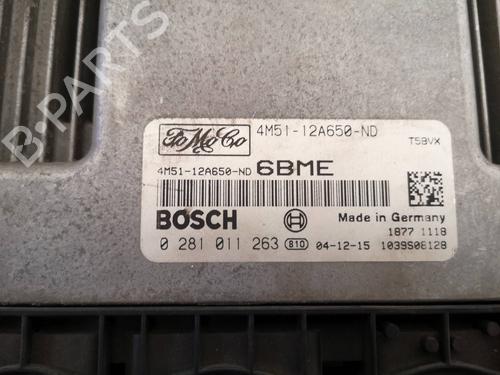 B-PARTS
FoMoCo 4M51-12A650-ND
T5BVX
4M51-12A650-ND 6BME
BOSCH Made in Germany
1877 1118
0 281 011 263 810 04-12-15 1039S08128